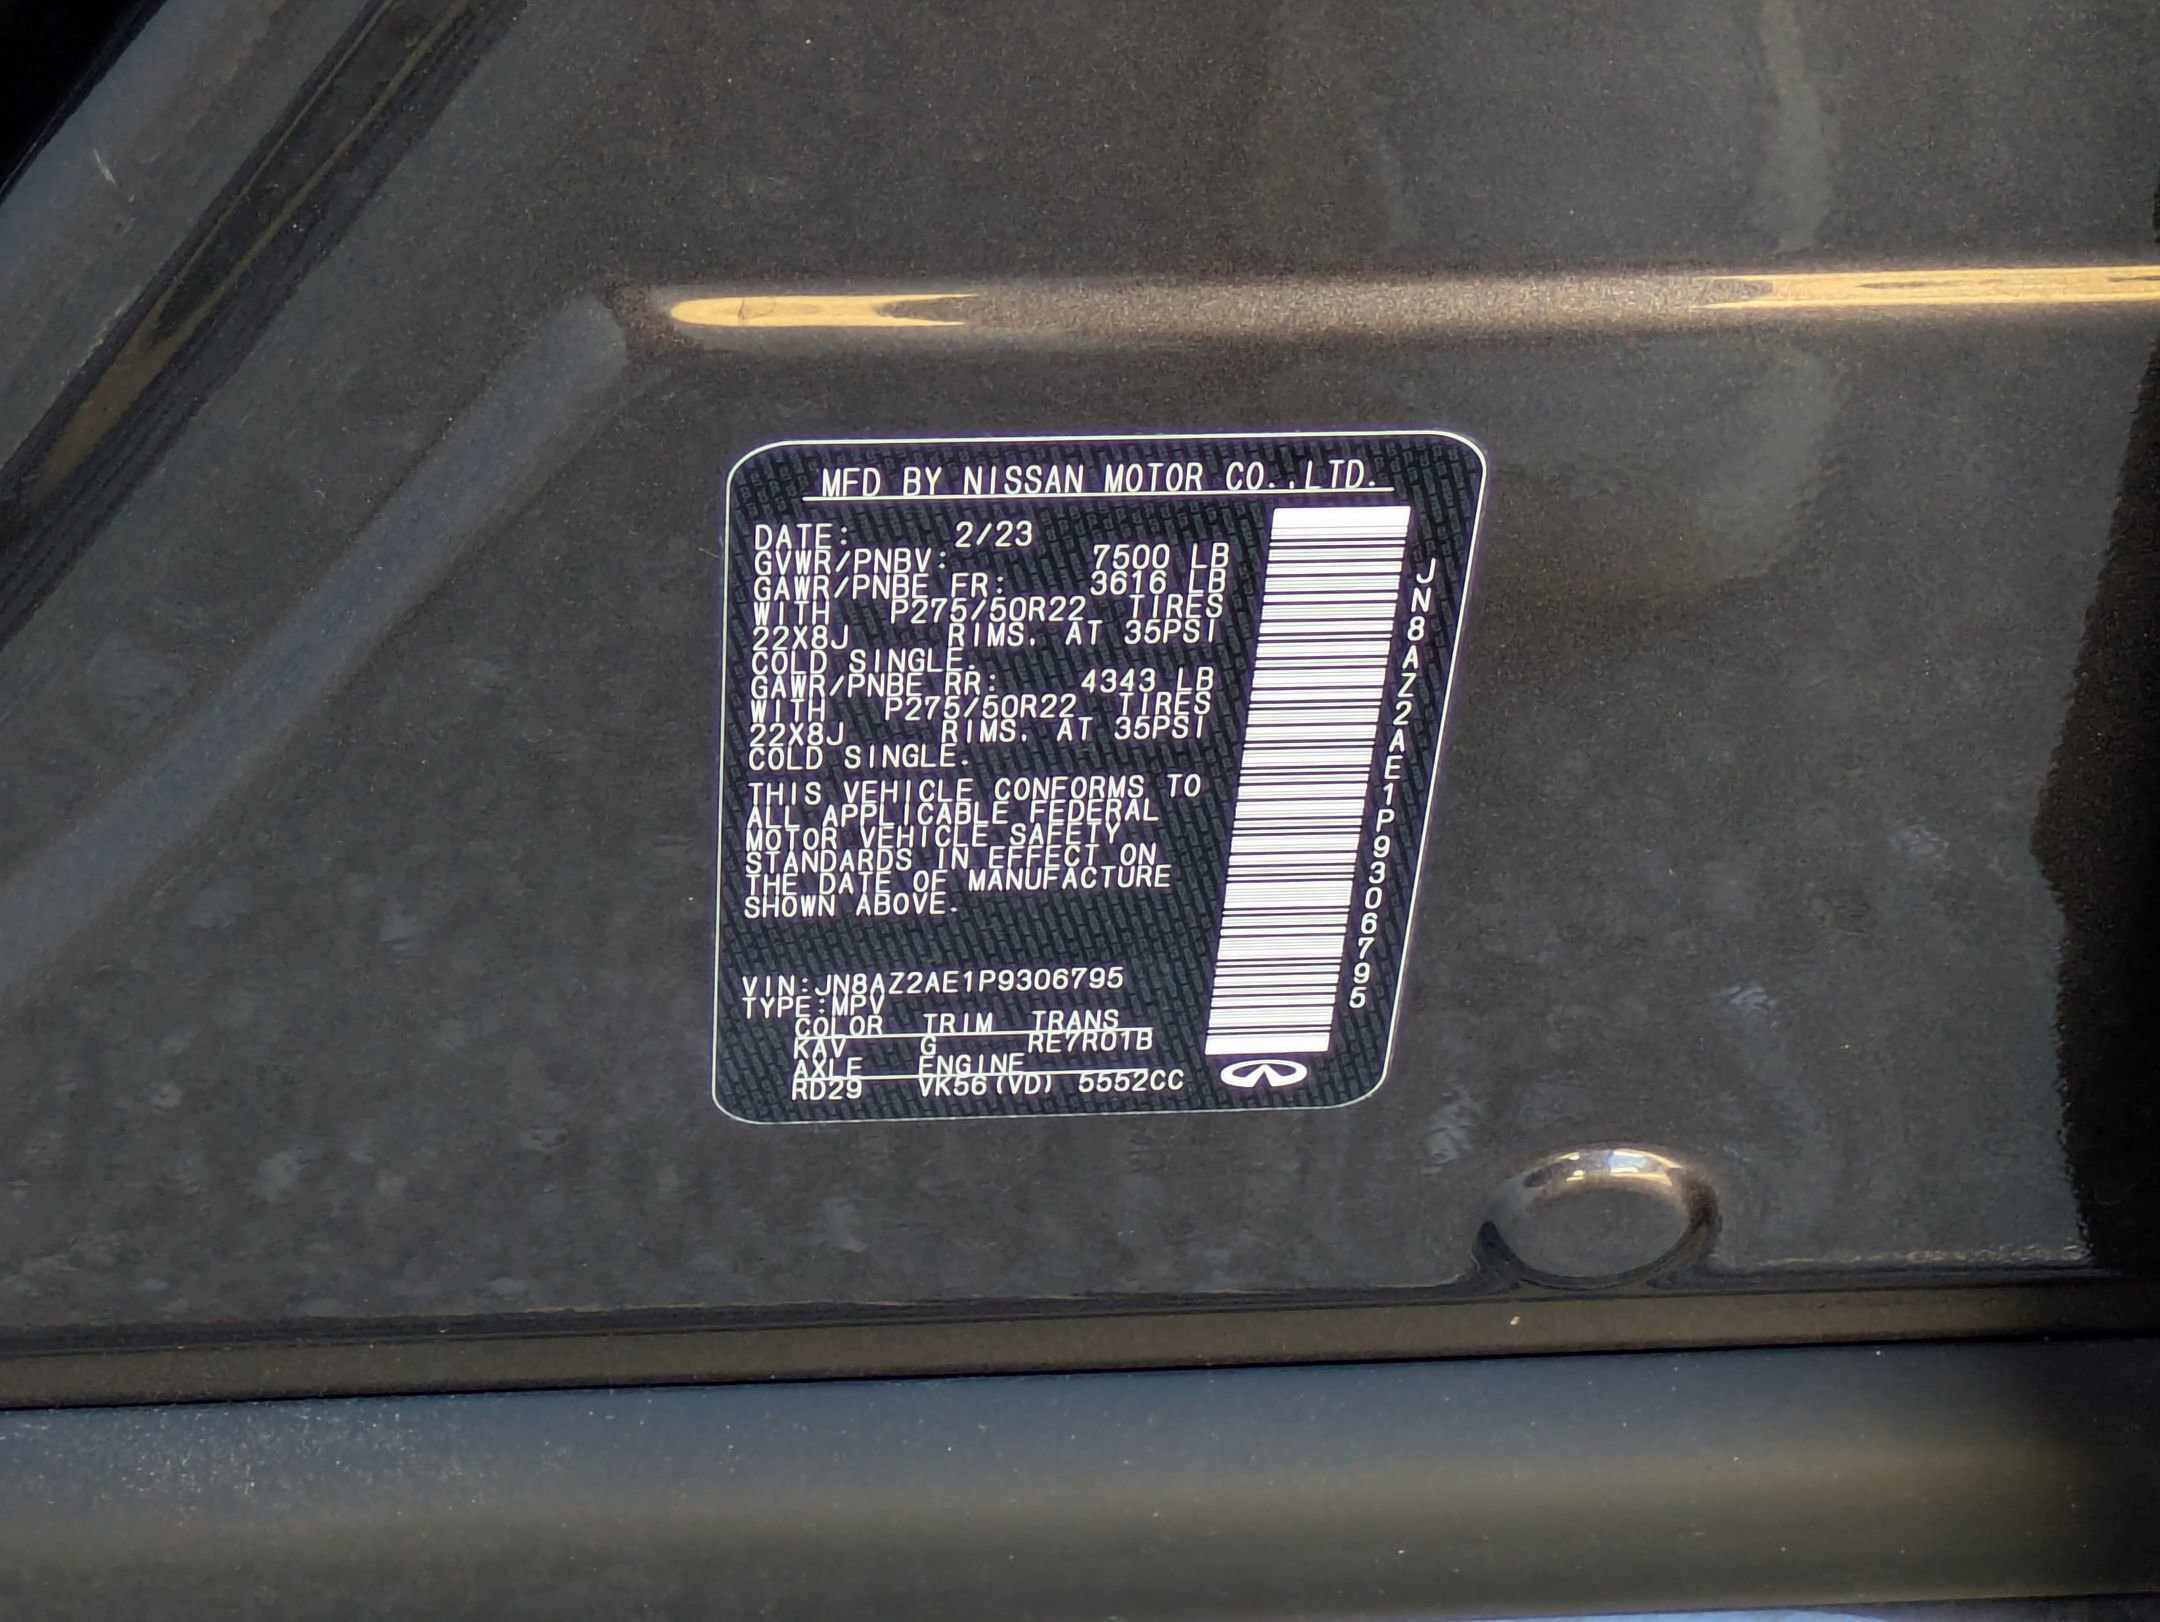 MFD BY NISSAN MOTOR CO.,LTD.
DATE: 2/23
GVWR/PNBV: 7500 LB
GAWR/PNBE FR: 3616 LB
WITH P275/50R22 TIRES
22X8J RIMS. AT 35PSI
COLD SINGLE.
GAWR/PNBE RR: 4343 LB
WITH P275/50R22 TIRES
22X8J RIMS. AT 35PSI
COLD SINGLE.
THIS VEHICLE CONFORMS TO
ALL APPLICABLE FEDERAL
MOTOR VEHICLE SAFETY
STANDARDS IN EFFECT ON
THE DATE OF MANUFACTURE
SHOWN ABOVE.
VIN:JN8AZ2AE1P9306795
TYPE:MPV
COLOR TRIM TRANS
KAV G RE7R01B
AXLE ENGINE
RD29 VK56(VD) 5552CC
JN8AZ2AE1P9306795